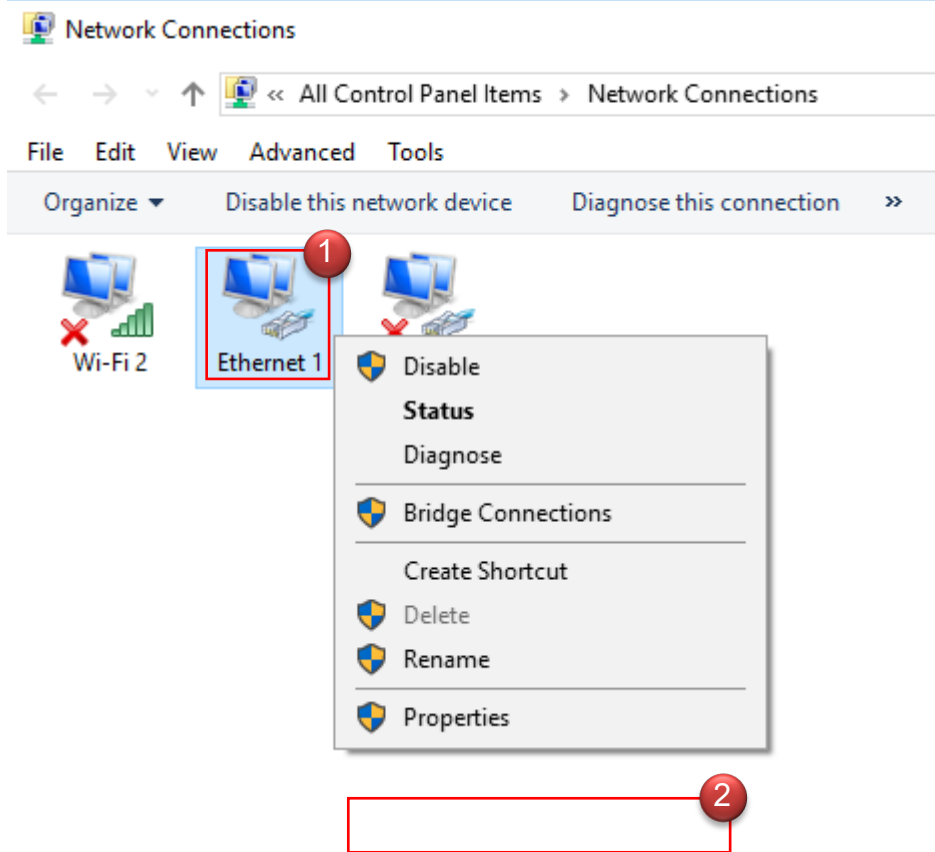 Network Connections
« All Control Panel Items > Network Connections
File Edit View Advanced Tools
Organize Disable this network device Diagnose this connection »
1
Wi-Fi 2 Ethernet 1
Disable
Status
Diagnose
Bridge Connections
Create Shortcut
Delete
Rename
Properties
2